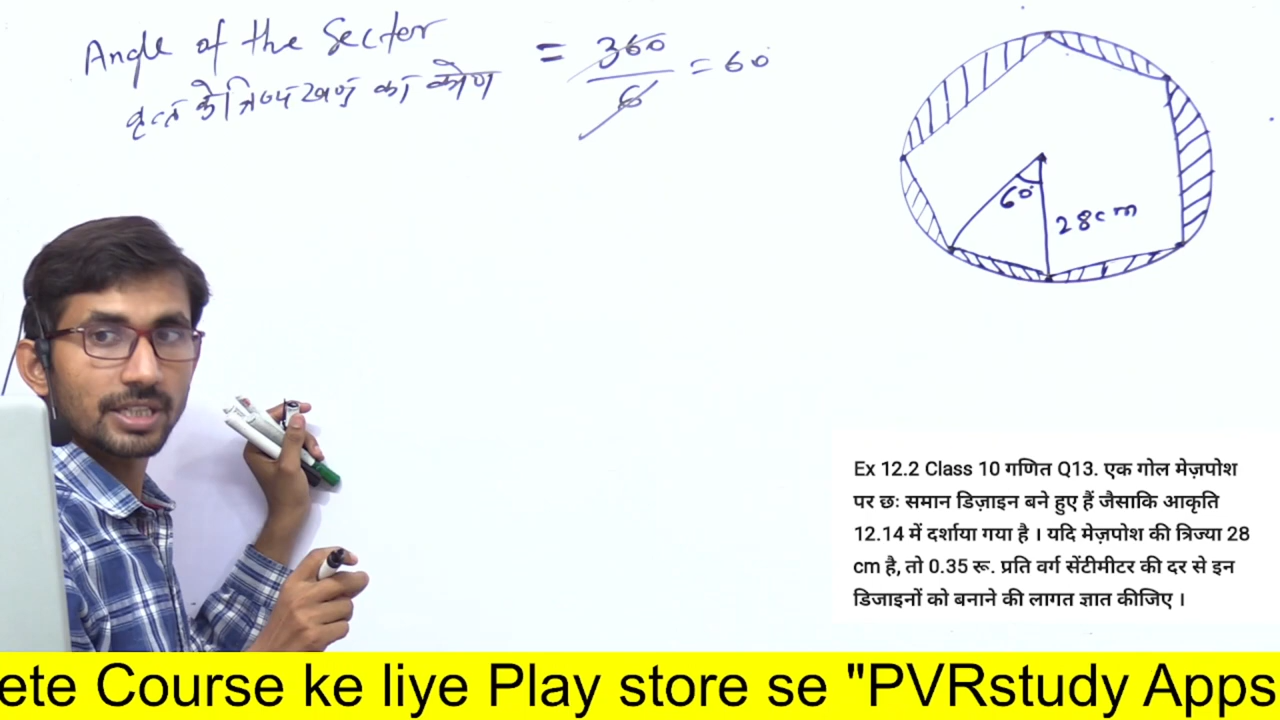 Angle of the Sector = 360/6 = 60°
वृत्त के त्रिज्यखण्ड का कोण
60°
28cm
Ex 12.2 Class 10 गणित Q13. एक गोल मेज़पोश
पर छः समान डिज़ाइन बने हुए हैं जैसाकि आकृति
12.14 में दर्शाया गया है । यदि मेज़पोश की त्रिज्या 28
cm है, तो 0.35 रू. प्रति वर्ग सेंटीमीटर की दर से इन
डिजाइनों को बनाने की लागत ज्ञात कीजिए ।
ete Course ke liye Play store se "PVRstudy Apps